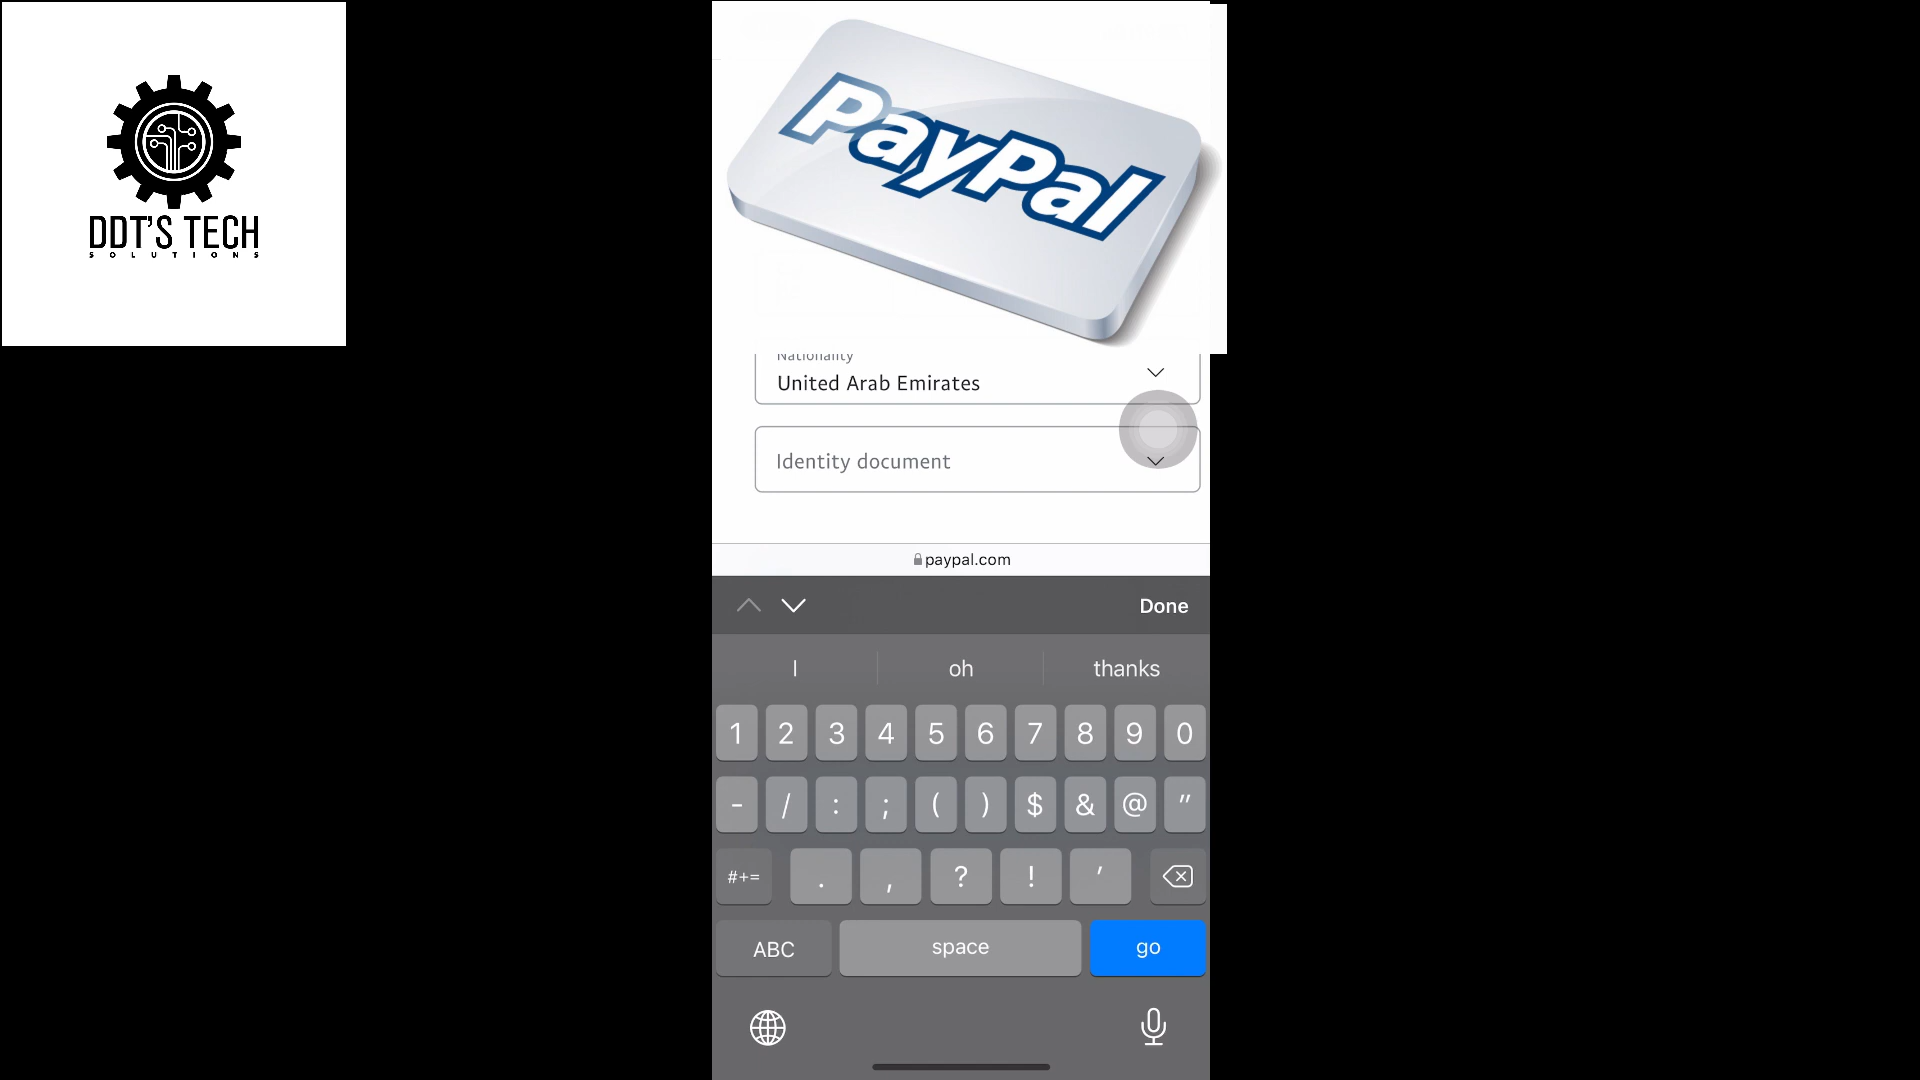 DDT'S TECH
SOLUTIONS
PayPal
Nationality
United Arab Emirates
Identity document
paypal.com
Done
I oh thanks
1 2 3 4 5 6 7 8 9 0
- / : ; ( ) $ & @ "
#+= . , ? ! '
ABC space go